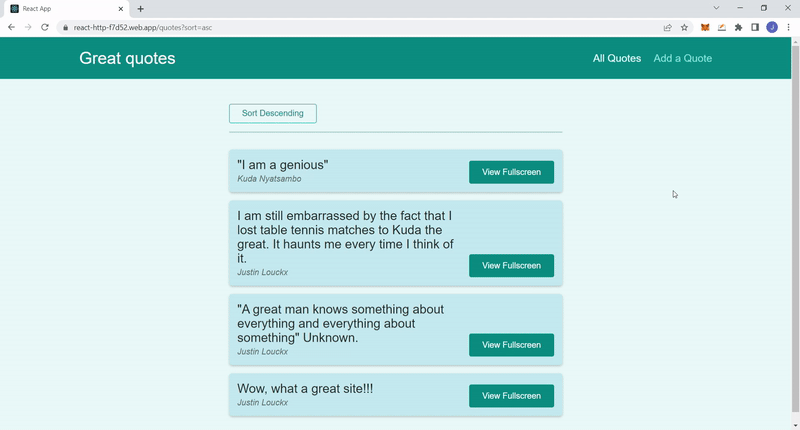 React App
react-http-f7d52.web.app/quotes?sort=asc
J
Great quotes
All Quotes
Add a Quote
Sort Descending
"I am a genious"
Kuda Nyatsambo
View Fullscreen
I am still embarrassed by the fact that I
lost table tennis matches to Kuda the
great. It haunts me every time I think of
it.
Justin Louckx
View Fullscreen
"A great man knows something about
everything and everything about
something" Unknown.
Justin Louckx
View Fullscreen
Wow, what a great site!!!
Justin Louckx
View Fullscreen